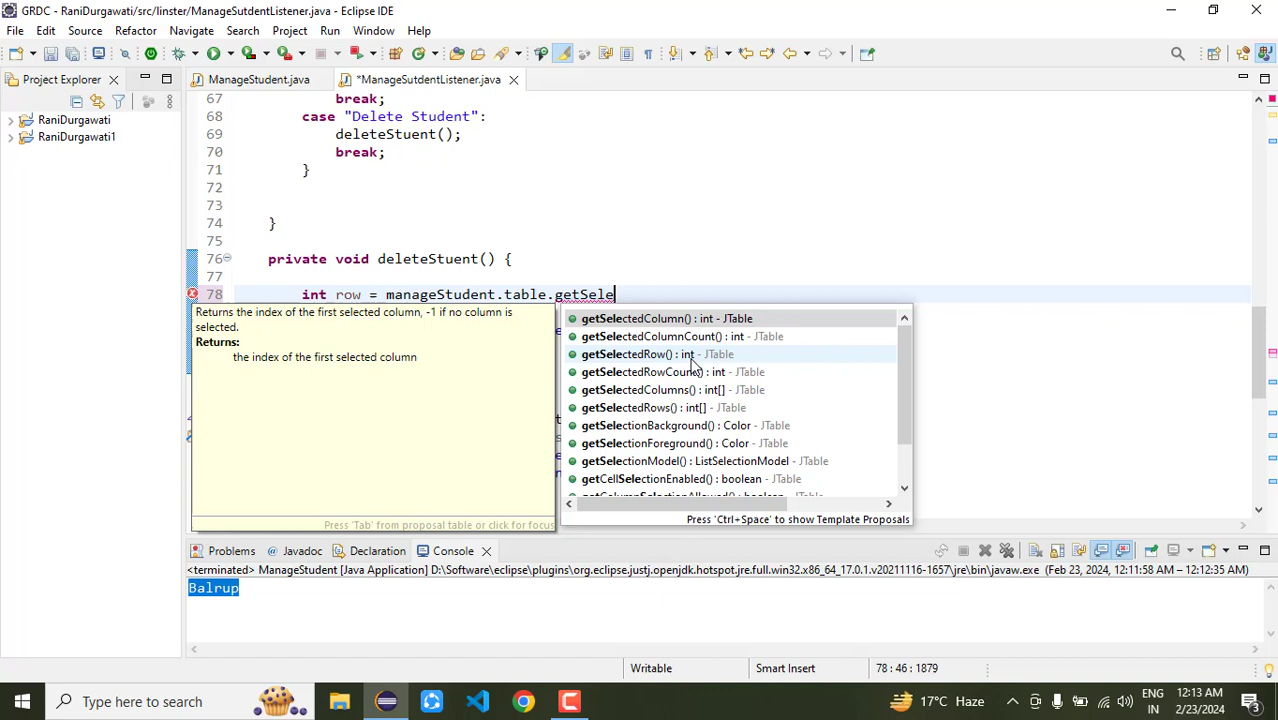 GRDC - RaniDurgawati/src/linster/ManageSutdentListener.java - Eclipse IDE
File Edit Source Refactor Navigate Search Project Run Window Help
Project Explorer
ManageStudent.java
*ManageSutdentListener.java
RaniDurgawati
RaniDurgawati1
67 break;
68 case "Delete Student":
69 deleteStuent();
70 break;
71 }
72
73
74 }
75
76 private void deleteStuent() {
77
78 int row = manageStudent.table.getSele
Returns the index of the first selected column, -1 if no column is
selected.
Returns:
the index of the first selected column
Press 'Tab' from proposal table or click for focus
getSelectedColumn() : int - JTable
getSelectedColumnCount() : int - JTable
getSelectedRow() : int - JTable
getSelectedRowCount() : int - JTable
getSelectedColumns() : int[] - JTable
getSelectedRows() : int[] - JTable
getSelectionBackground() : Color - JTable
getSelectionForeground() : Color - JTable
getSelectionModel() : ListSelectionModel - JTable
getCellSelectionEnabled() : boolean - JTable
getColumnSelectionAllowed() : boolean - JTable
Press 'Ctrl+Space' to show Template Proposals
Problems Javadoc Declaration Console
<terminated> ManageStudent [Java Application] D:\Software\eclipse\plugins\org.eclipse.justj.openjdk.hotspot.jre.full.win32.x86_64_17.0.1.v20211116-1657\jre\bin\javaw.exe (Feb 23, 2024, 12:11:58 AM – 12:12:35 AM)
Balrup
Writable Smart Insert 78 : 46 : 1879
Type here to search
17°C Haze
ENG
IN
12:13 AM
2/23/2024
3